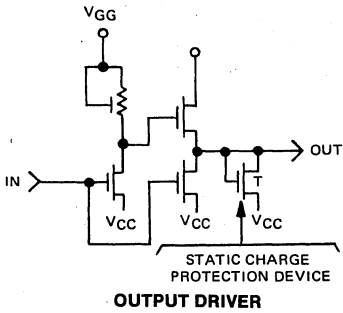 VGG
OUT
IN
T
VCC
VCC
VCC
STATIC CHARGE
PROTECTION DEVICE
OUTPUT DRIVER